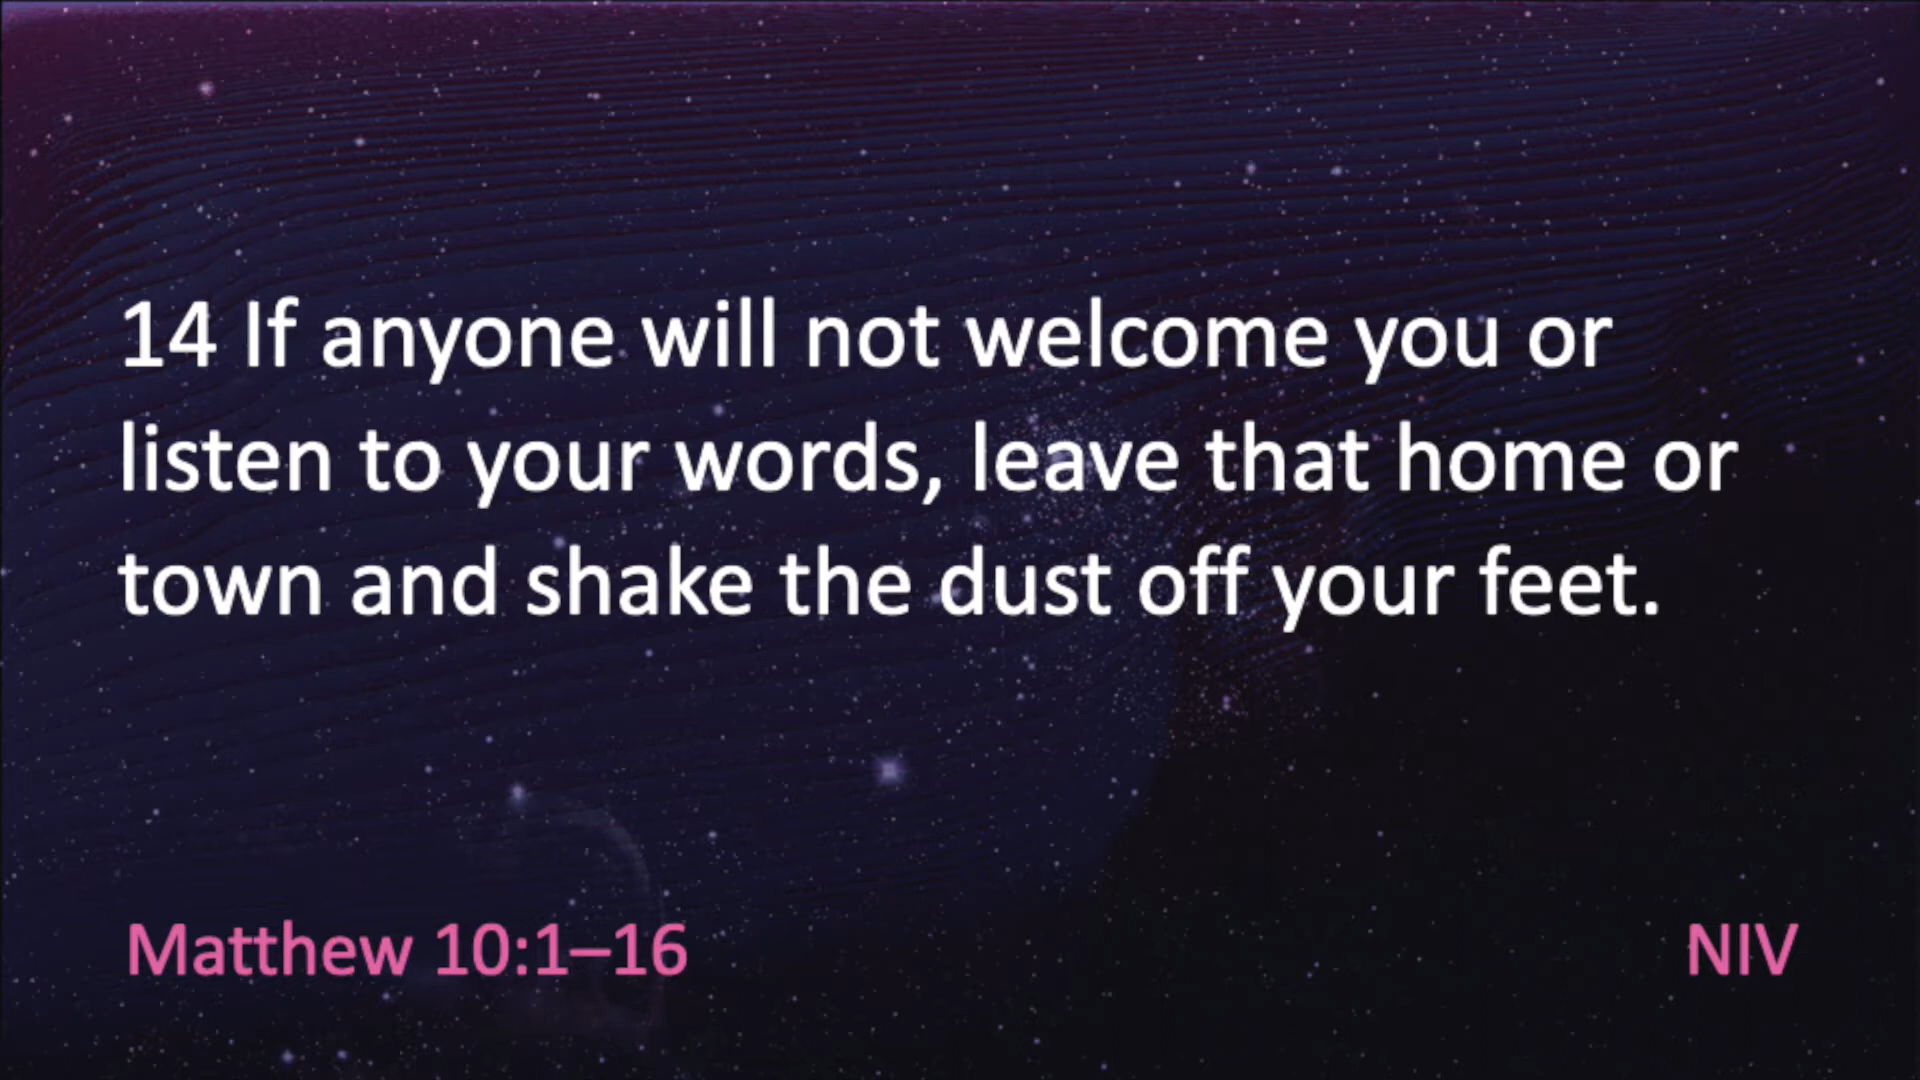 14 If anyone will not welcome you or
listen to your words, leave that home or
town and shake the dust off your feet.
Matthew 10:1–16
NIV